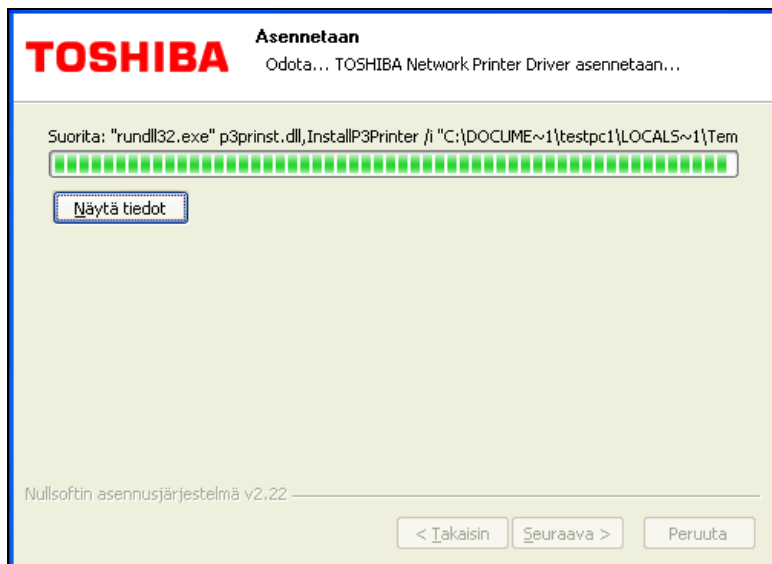 TOSHIBA
Asennetaan
Odota... TOSHIBA Network Printer Driver asennetaan...
Suorita: "rundll32.exe" p3prinst.dll,InstallP3Printer /i "C:\DOCUME~1\testpc1\LOCALS~1\Tem
Näytä tiedot
Nullsoftin asennusjärjestelmä v2.22
< Takaisin
Seuraava >
Peruuta